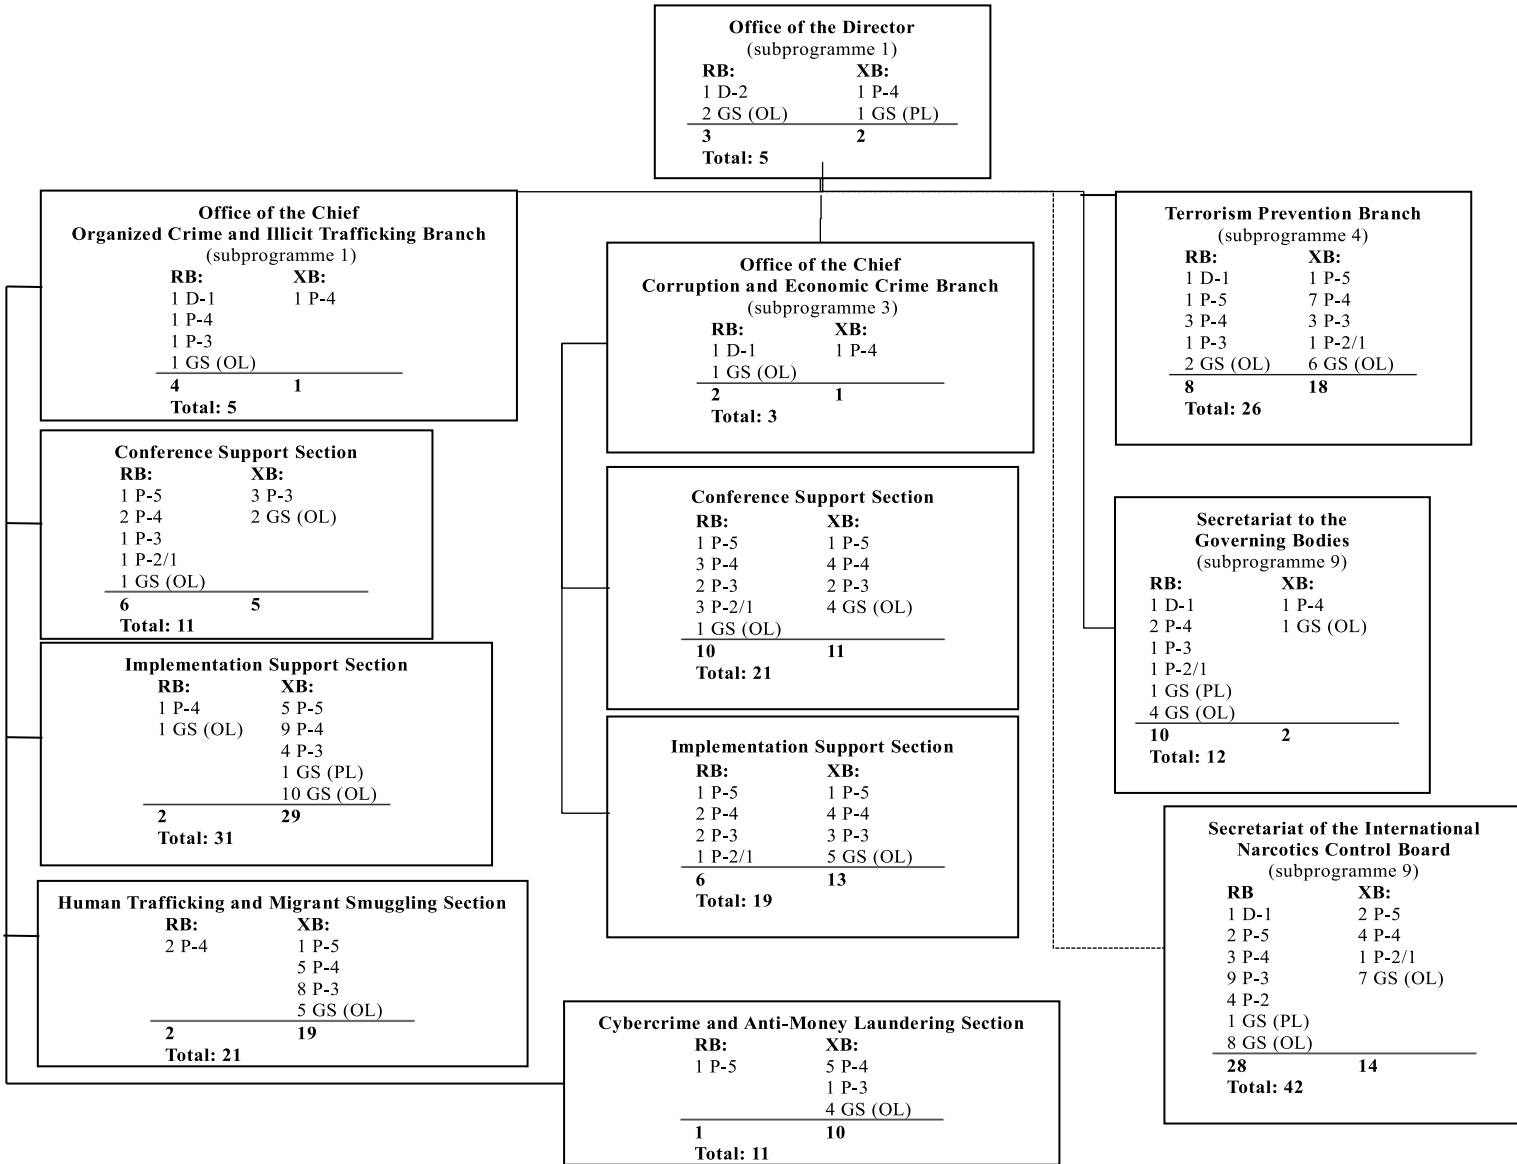 Office of the Director
(subprogramme 1)
RB: XB:
1 D-2 1 P-4
2 GS (OL) 1 GS (PL)
3 2
Total: 5
Office of the Chief
Organized Crime and Illicit Trafficking Branch
(subprogramme 1)
RB: XB:
1 D-1 1 P-4
1 P-4
1 P-3
1 GS (OL)
4 1
Total: 5
Conference Support Section
RB: XB:
1 P-5 3 P-3
2 P-4 2 GS (OL)
1 P-3
1 P-2/1
1 GS (OL)
6 5
Total: 11
Implementation Support Section
RB: XB:
1 P-4 5 P-5
1 GS (OL) 9 P-4
4 P-3
1 GS (PL)
10 GS (OL)
2 29
Total: 31
Human Trafficking and Migrant Smuggling Section
RB: XB:
2 P-4 1 P-5
5 P-4
8 P-3
5 GS (OL)
2 19
Total: 21
Office of the Chief
Corruption and Economic Crime Branch
(subprogramme 3)
RB: XB:
1 D-1 1 P-4
1 GS (OL)
2 1
Total: 3
Conference Support Section
RB: XB:
1 P-5 1 P-5
3 P-4 4 P-4
2 P-3 2 P-3
3 P-2/1 4 GS (OL)
1 GS (OL)
10 11
Total: 21
Implementation Support Section
RB: XB:
1 P-5 1 P-5
2 P-4 4 P-4
2 P-3 3 P-3
1 P-2/1 5 GS (OL)
6 13
Total: 19
Cybercrime and Anti-Money Laundering Section
RB: XB:
1 P-5 5 P-4
1 P-3
4 GS (OL)
1 10
Total: 11
Terrorism Prevention Branch
(subprogramme 4)
RB: XB:
1 D-1 1 P-5
1 P-5 7 P-4
3 P-4 3 P-3
1 P-3 1 P-2/1
2 GS (OL) 6 GS (OL)
8 18
Total: 26
Secretariat to the
Governing Bodies
(subprogramme 9)
RB: XB:
1 D-1 1 P-4
2 P-4 1 GS (OL)
1 P-3
1 P-2/1
1 GS (PL)
4 GS (OL)
10 2
Total: 12
Secretariat of the International
Narcotics Control Board
(subprogramme 9)
RB XB:
1 D-1 2 P-5
2 P-5 4 P-4
3 P-4 1 P-2/1
9 P-3 7 GS (OL)
4 P-2
1 GS (PL)
8 GS (OL)
28 14
Total: 42